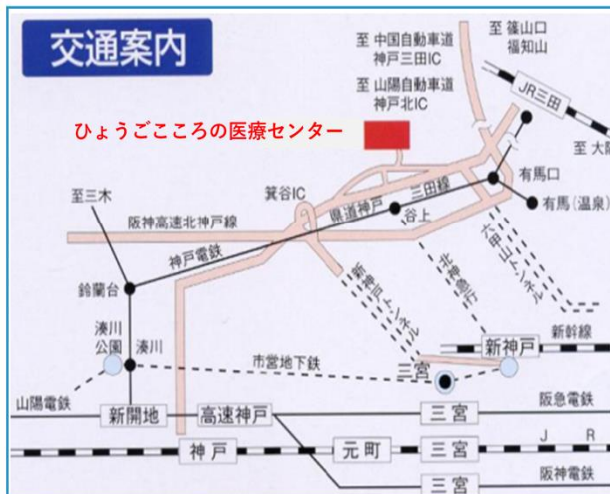 交通案内
至 中国自動車道
神戸三田IC
至 山陽自動車道
神戸北IC
至 篠山口
福知山
JR三田
至 大阪
ひょうごこころの医療センター
有馬口
有馬（温泉）
箕谷IC
県道神戸
三田線
谷上
至三木
阪神高速北神戸線
神戸電鉄
鈴蘭台
新神戸トンネル
北神急行
六甲山トンネル
新幹線
新神戸
湊川
公園
湊川
市営地下鉄
三宮
山陽電鉄
新開地
高速神戸
三宮
阪急電鉄
神戸
元町
三宮
J R
三宮
阪神電鉄